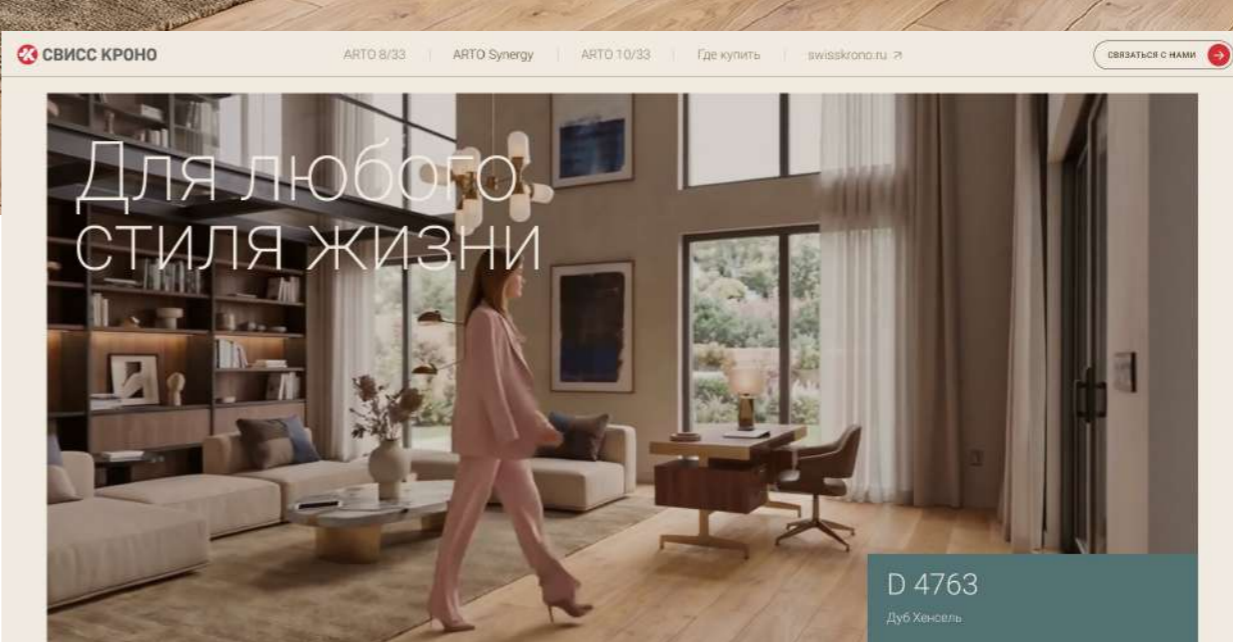 СВИСС КРОНО
ARTO 8/33
ARTO Synergy
ARTO 10/33
Где купить
swisskrono.ru
СВЯЗАТЬСЯ С НАМИ
Для любого
стиля жизни
D 4763
Дуб Хенсель